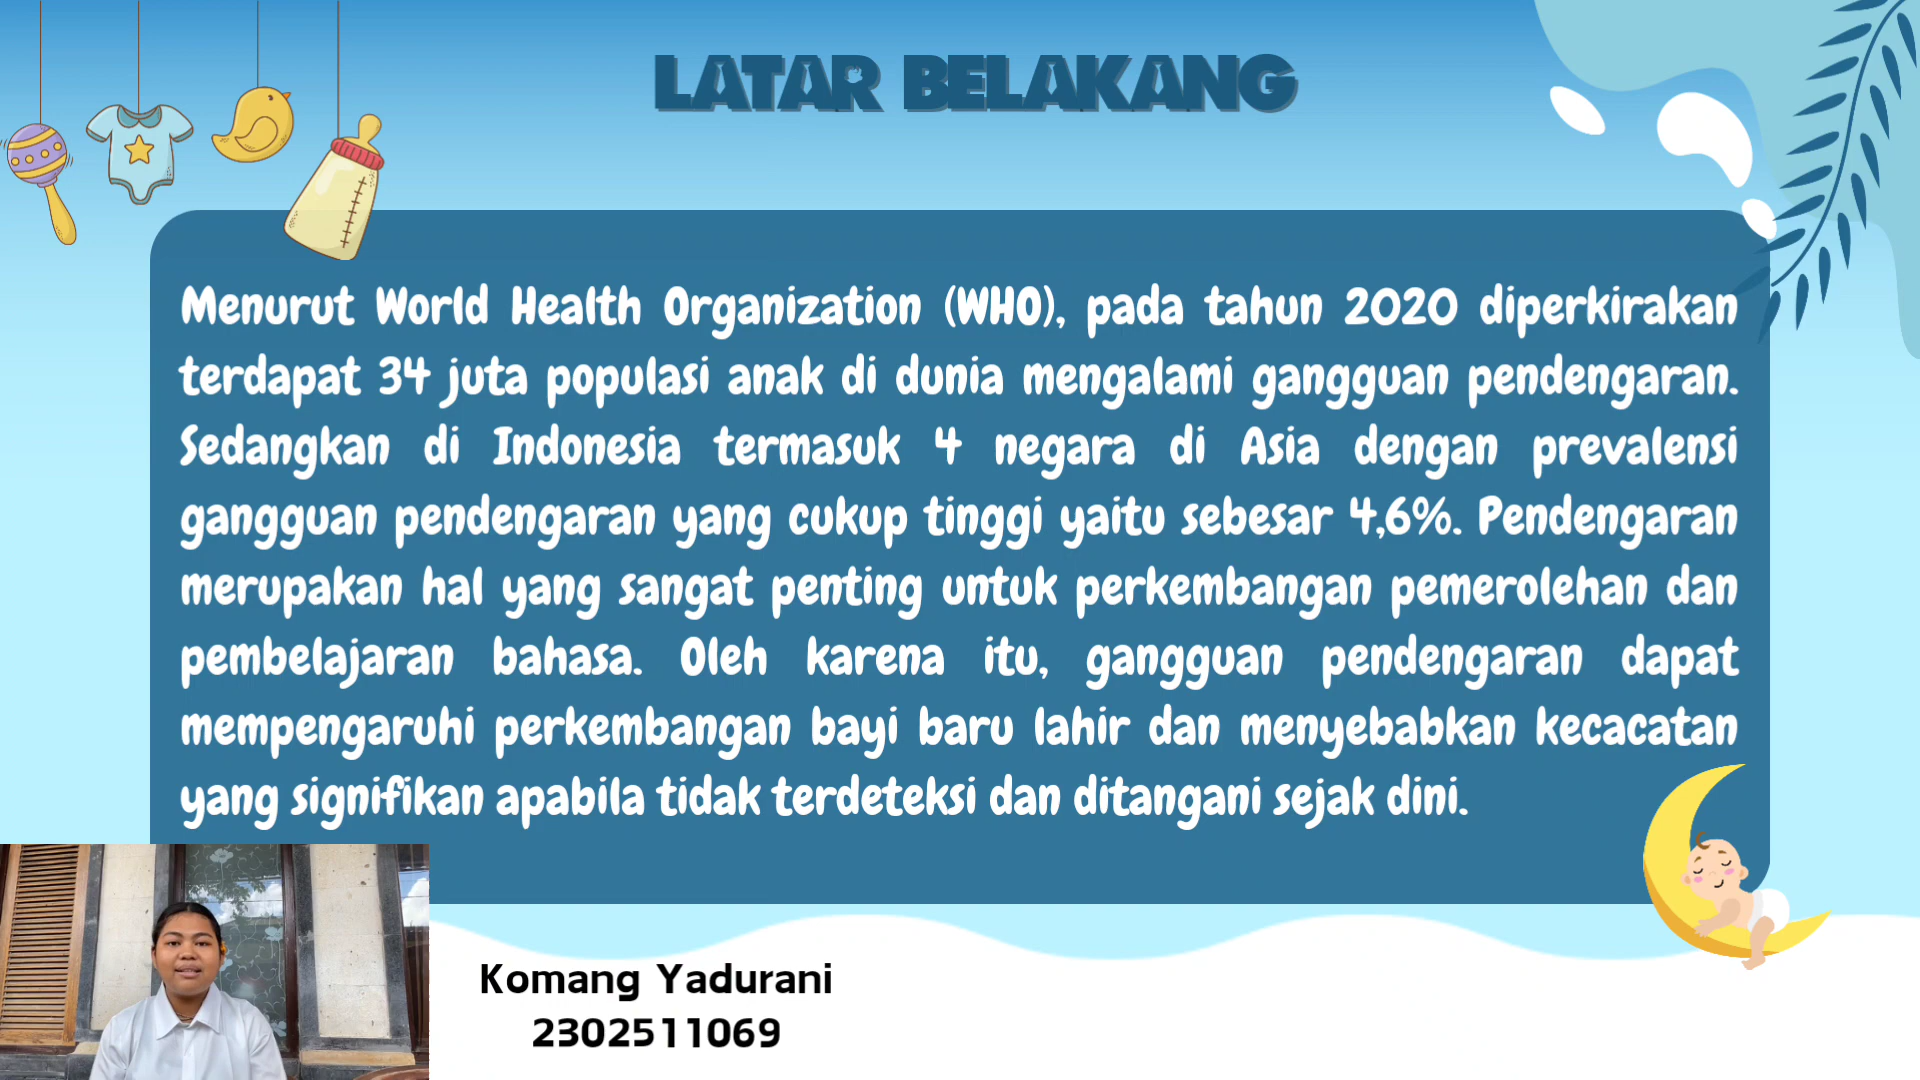 LATAR BELAKANG
Menurut World Health Organization (WHO), pada tahun 2020 diperkirakan
terdapat 34 juta populasi anak di dunia mengalami gangguan pendengaran.
Sedangkan di Indonesia termasuk 4 negara di Asia dengan prevalensi
gangguan pendengaran yang cukup tinggi yaitu sebesar 4,6%. Pendengaran
merupakan hal yang sangat penting untuk perkembangan pemerolehan dan
pembelajaran bahasa. Oleh karena itu, gangguan pendengaran dapat
mempengaruhi perkembangan bayi baru lahir dan menyebabkan kecacatan
yang signifikan apabila tidak terdeteksi dan ditangani sejak dini.
Komang Yadurani
2302511069